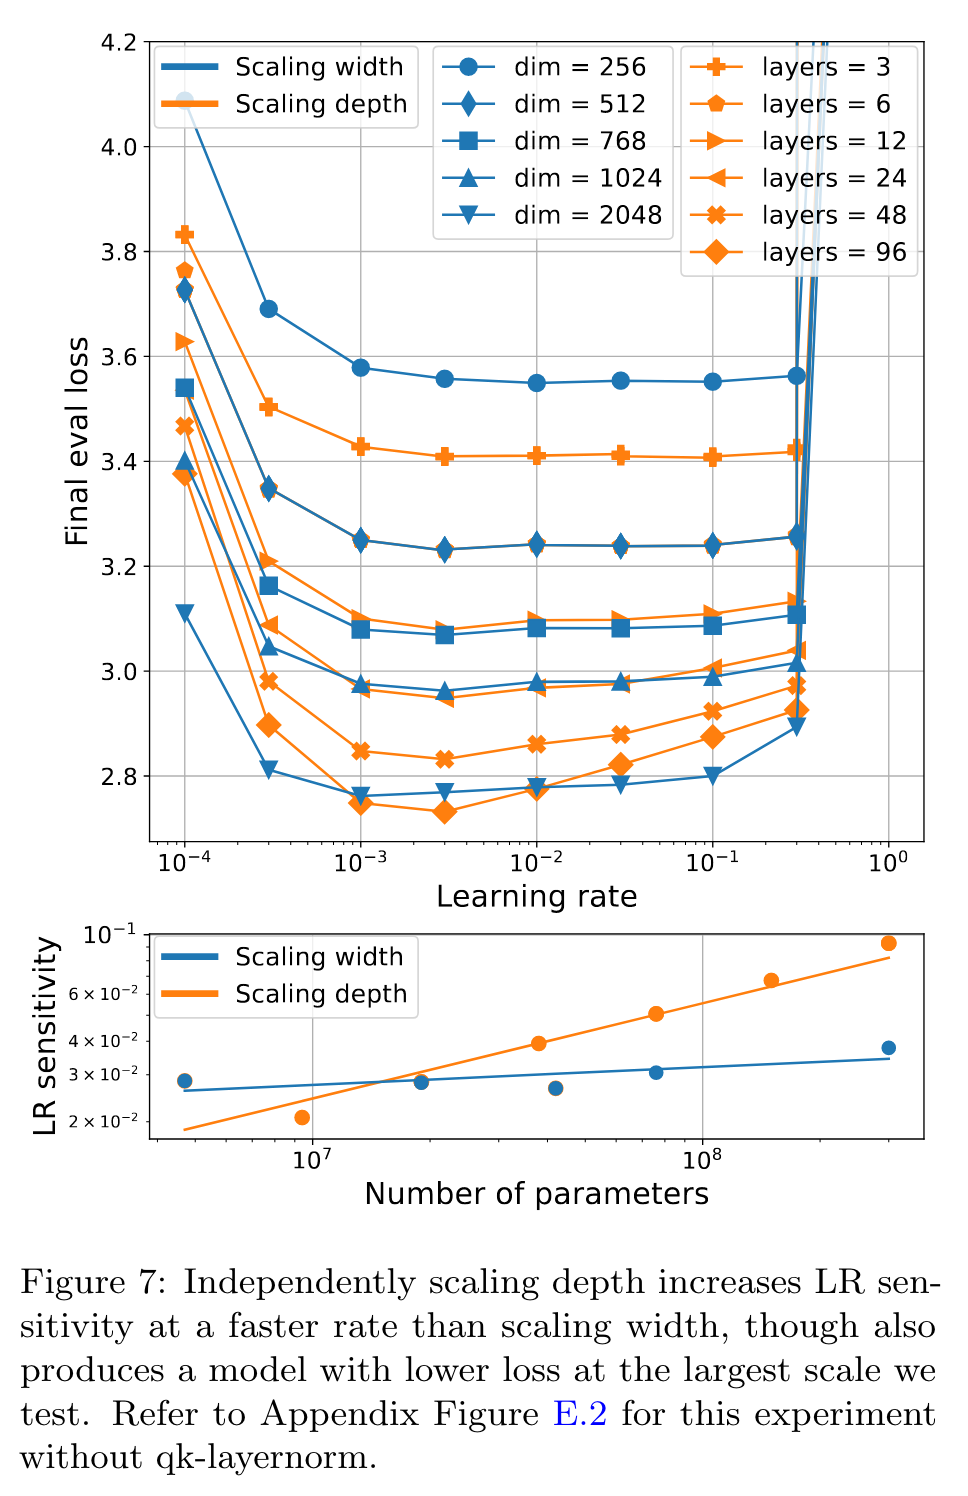 4.2
4.0
3.8
3.6
3.4
3.2
3.0
2.8
Final eval loss
Scaling width
Scaling depth
dim = 256
dim = 512
dim = 768
dim = 1024
dim = 2048
layers = 3
layers = 6
layers = 12
layers = 24
layers = 48
layers = 96
10⁻⁴ 10⁻³ 10⁻² 10⁻¹ 10⁰
Learning rate
10⁻¹
6 × 10⁻²
4 × 10⁻²
3 × 10⁻²
2 × 10⁻²
LR sensitivity
Scaling width
Scaling depth
10⁷ 10⁸
Number of parameters
Figure 7: Independently scaling depth increases LR sen-
sitivity at a faster rate than scaling width, though also
produces a model with lower loss at the largest scale we
test. Refer to Appendix Figure E.2 for this experiment
without qk-layernorm.